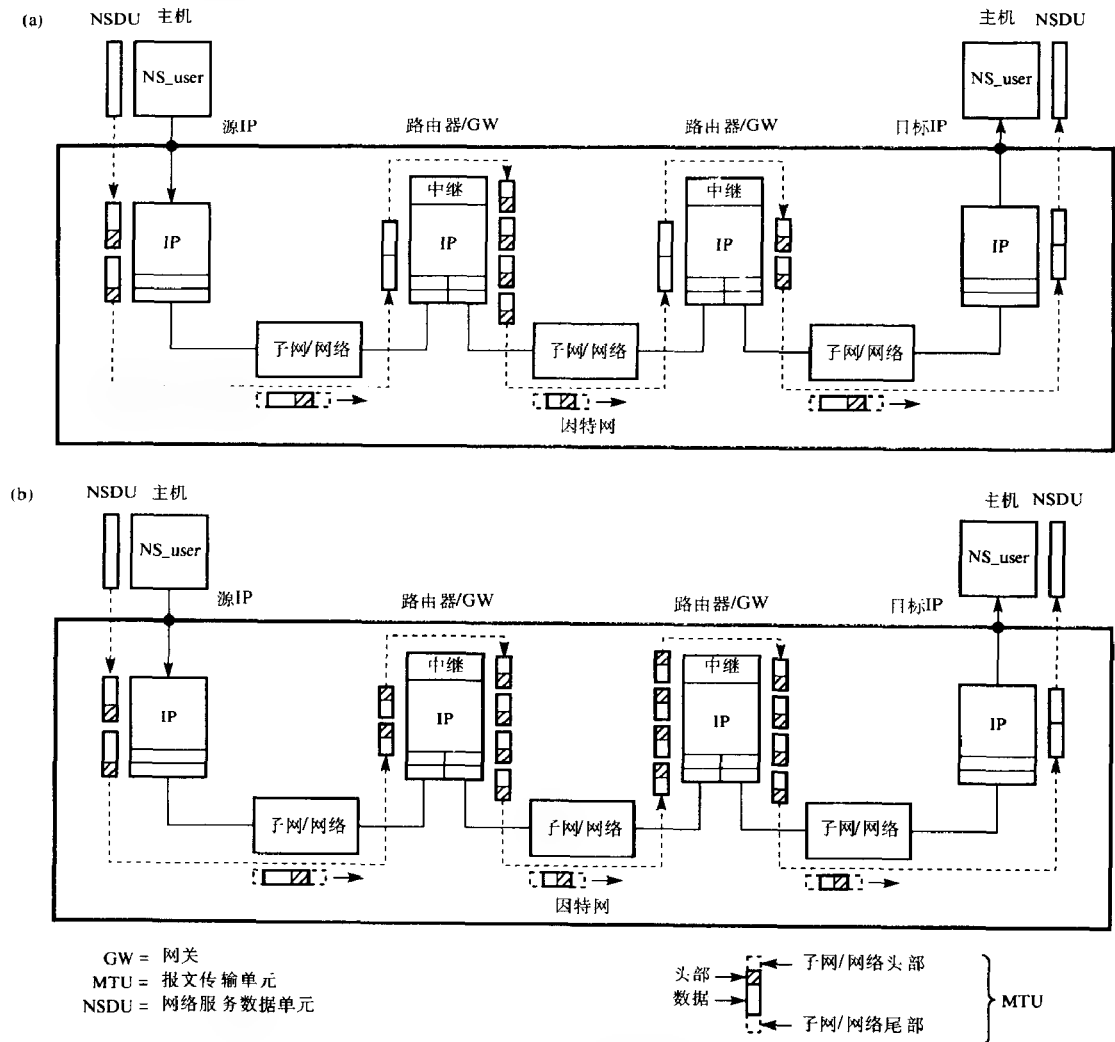 (a)
NSDU 主机
主机 NSDU
NS_user
NS_user
源IP
路由器/GW
路由器/GW
目标IP
中继
中继
IP
IP
IP
IP
子网/网络
子网/网络
子网/网络
因特网
(b)
NSDU 主机
主机 NSDU
NS_user
NS_user
源IP
路由器/GW
路由器/GW
目标IP
中继
中继
IP
IP
IP
IP
子网/网络
子网/网络
子网/网络
因特网
GW = 网关
MTU = 报文传输单元
NSDU = 网络服务数据单元
子网/网络头部
头部
数据
MTU
子网/网络尾部